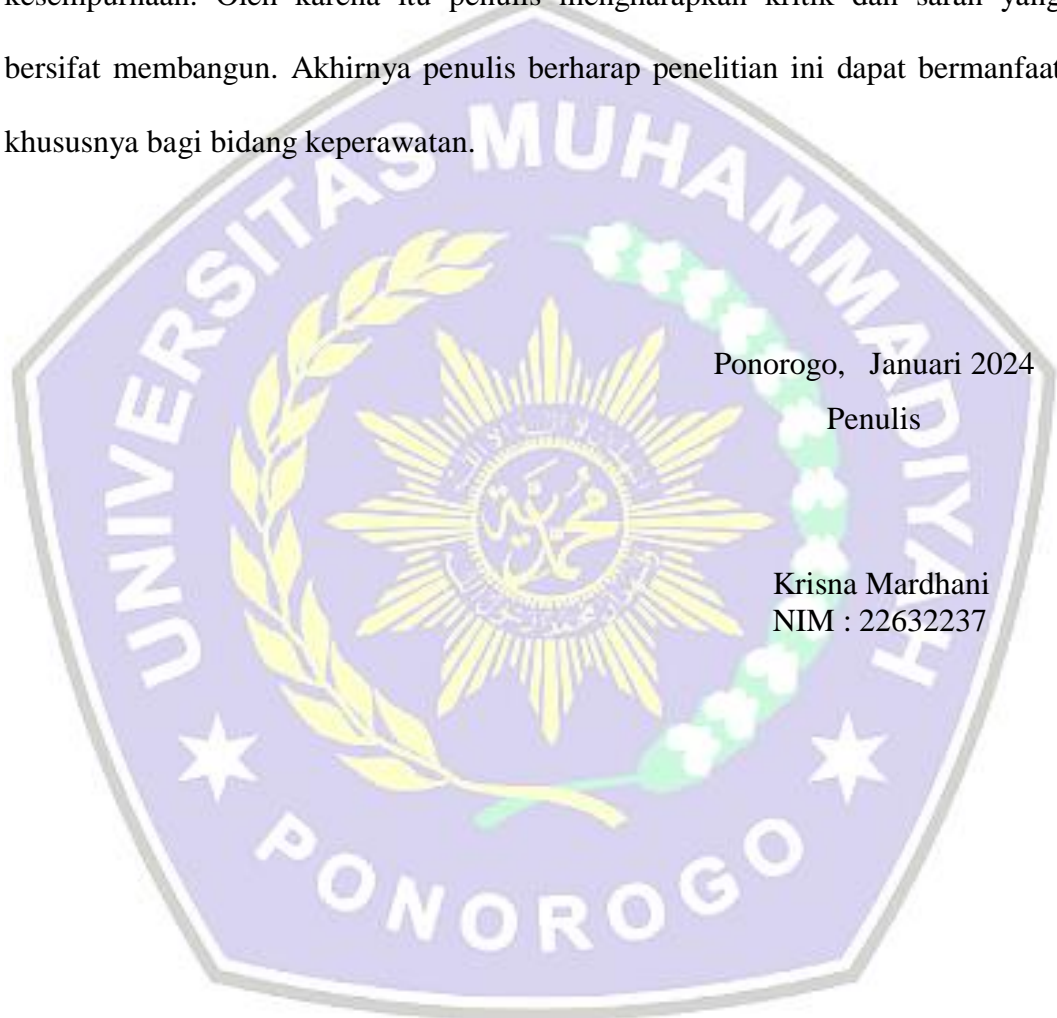 kesempurnaan. Oleh karena itu penulis mengharapkan kritik dan saran yang
bersifat membangun. Akhirnya penulis berharap penelitian ini dapat bermanfaat
khususnya bagi bidang keperawatan.
UNIVERSITAS MUHAMMADIYAH
Ponorogo, Januari 2024
Penulis
محمدية
Krisna Mardhani
NIM : 22632237
PONOROGO